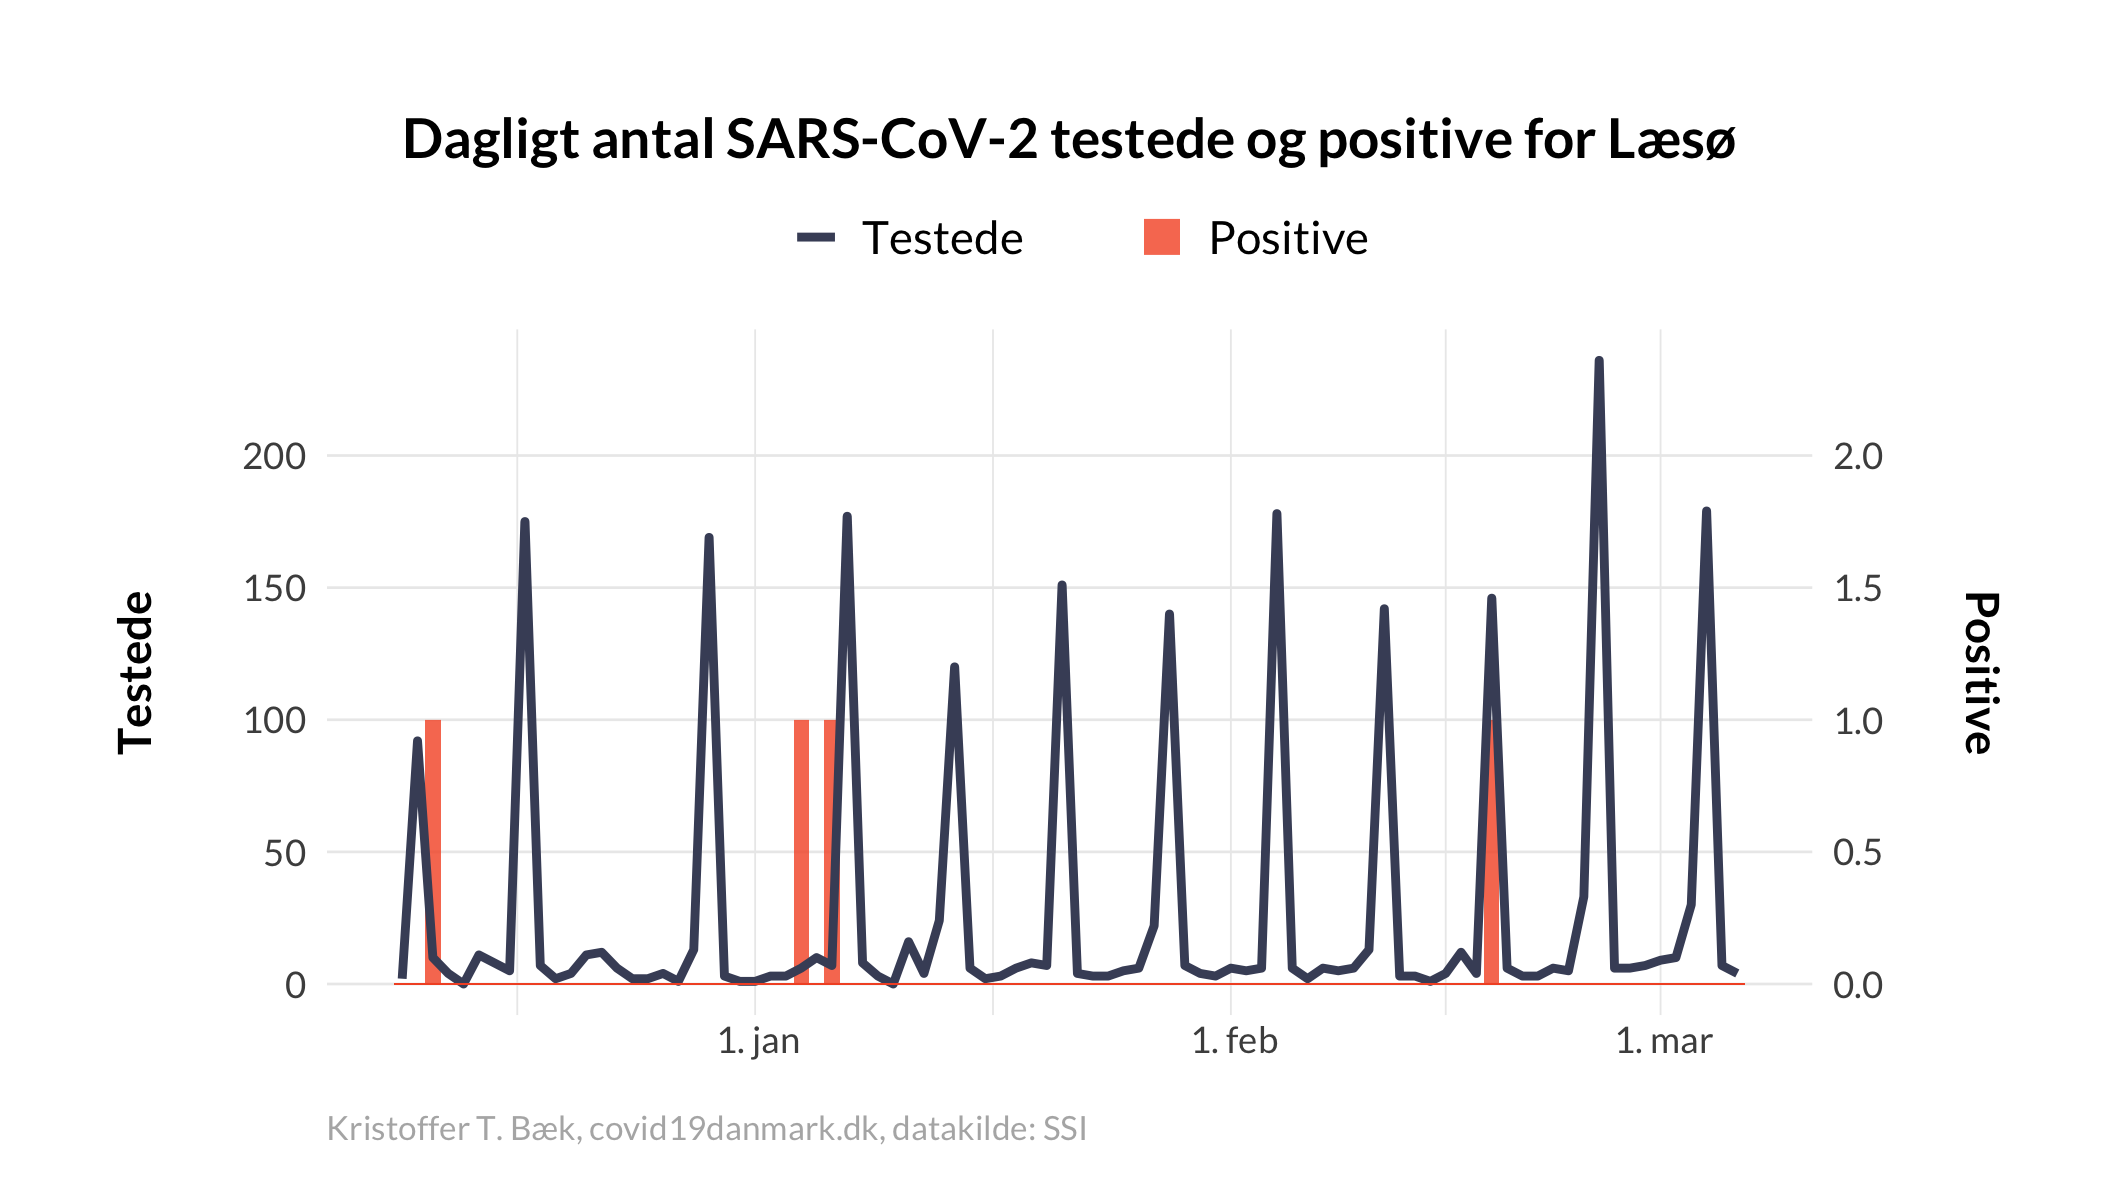 Dagligt antal SARS-CoV-2 testede og positive for Læsø
Testede
Positive
200
150
100
50
0
2.0
1.5
1.0
0.5
0.0
Testede
Positive
1. jan
1. feb
1. mar
Kristoffer T. Bæk, covid19danmark.dk, datakilde: SSI